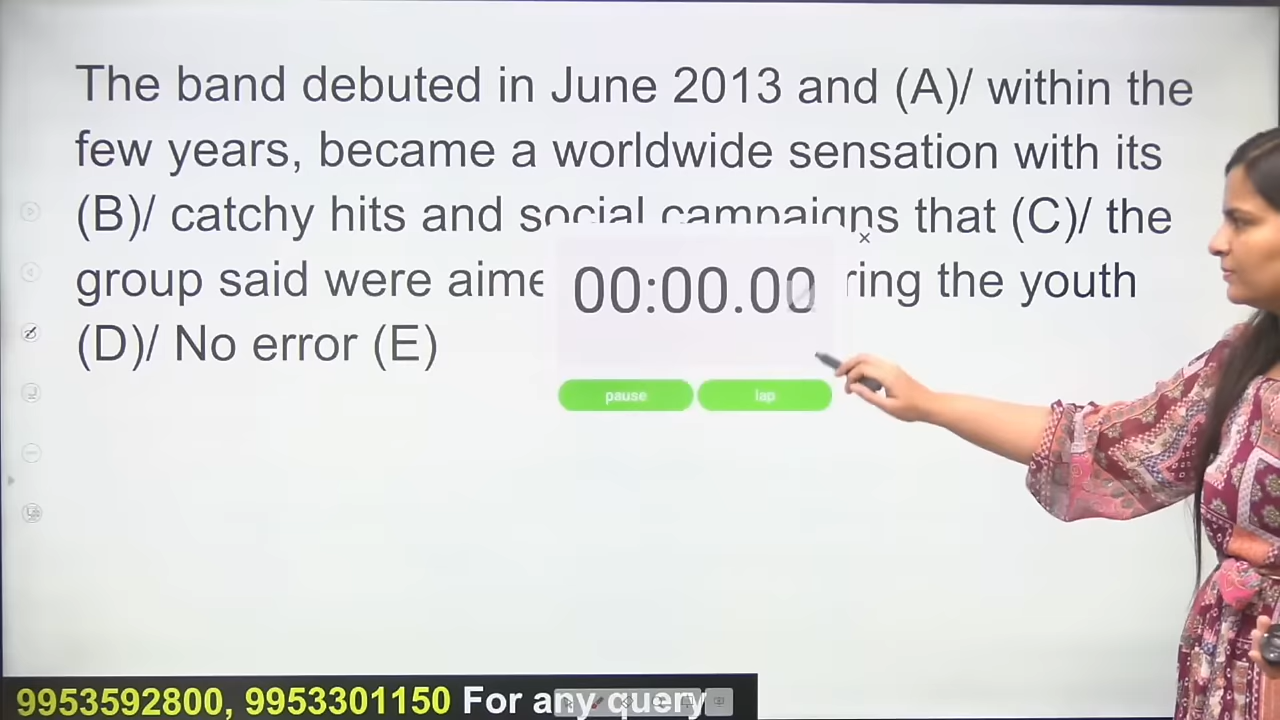 The band debuted in June 2013 and (A)/ within the
few years, became a worldwide sensation with its
(B)/ catchy hits and social campaigns that (C)/ the
group said were aime ring the youth
(D)/ No error (E)
00:00.00
pause lap
9953592800, 9953301150 For any query